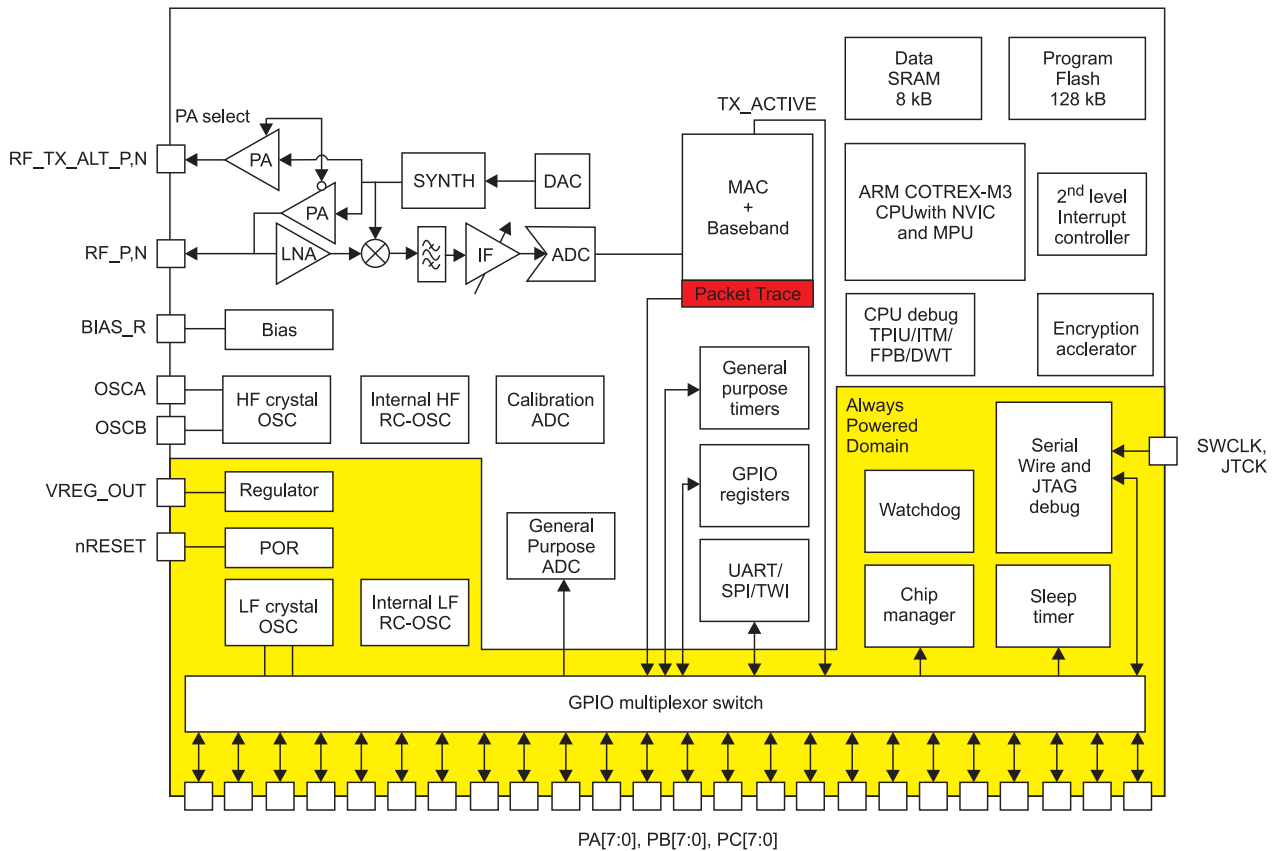 Data
SRAM
8 kB
Program
Flash
128 kB
TX_ACTIVE
PA select
RF_TX_ALT_P,N
PA
SYNTH
DAC
MAC
+
Baseband
ARM COTREX-M3
CPUwith NVIC
and MPU
2nd level
Interrupt
controller
PA
RF_P,N
LNA
IF
ADC
Packet Trace
BIAS_R
Bias
CPU debug
TPIU/ITM/
FPB/DWT
Encryption
acclerator
OSCA
OSCB
HF crystal
OSC
Internal HF
RC-OSC
Calibration
ADC
General
purpose
timers
Always
Powered
Domain
Serial
Wire and
JTAG
debug
SWCLK,
JTCK
VREG_OUT
Regulator
GPIO
registers
Watchdog
nRESET
POR
General
Purpose
ADC
UART/
SPI/TWI
LF crystal
OSC
Internal LF
RC-OSC
Chip
manager
Sleep
timer
GPIO multiplexor switch
PA[7:0], PB[7:0], PC[7:0]